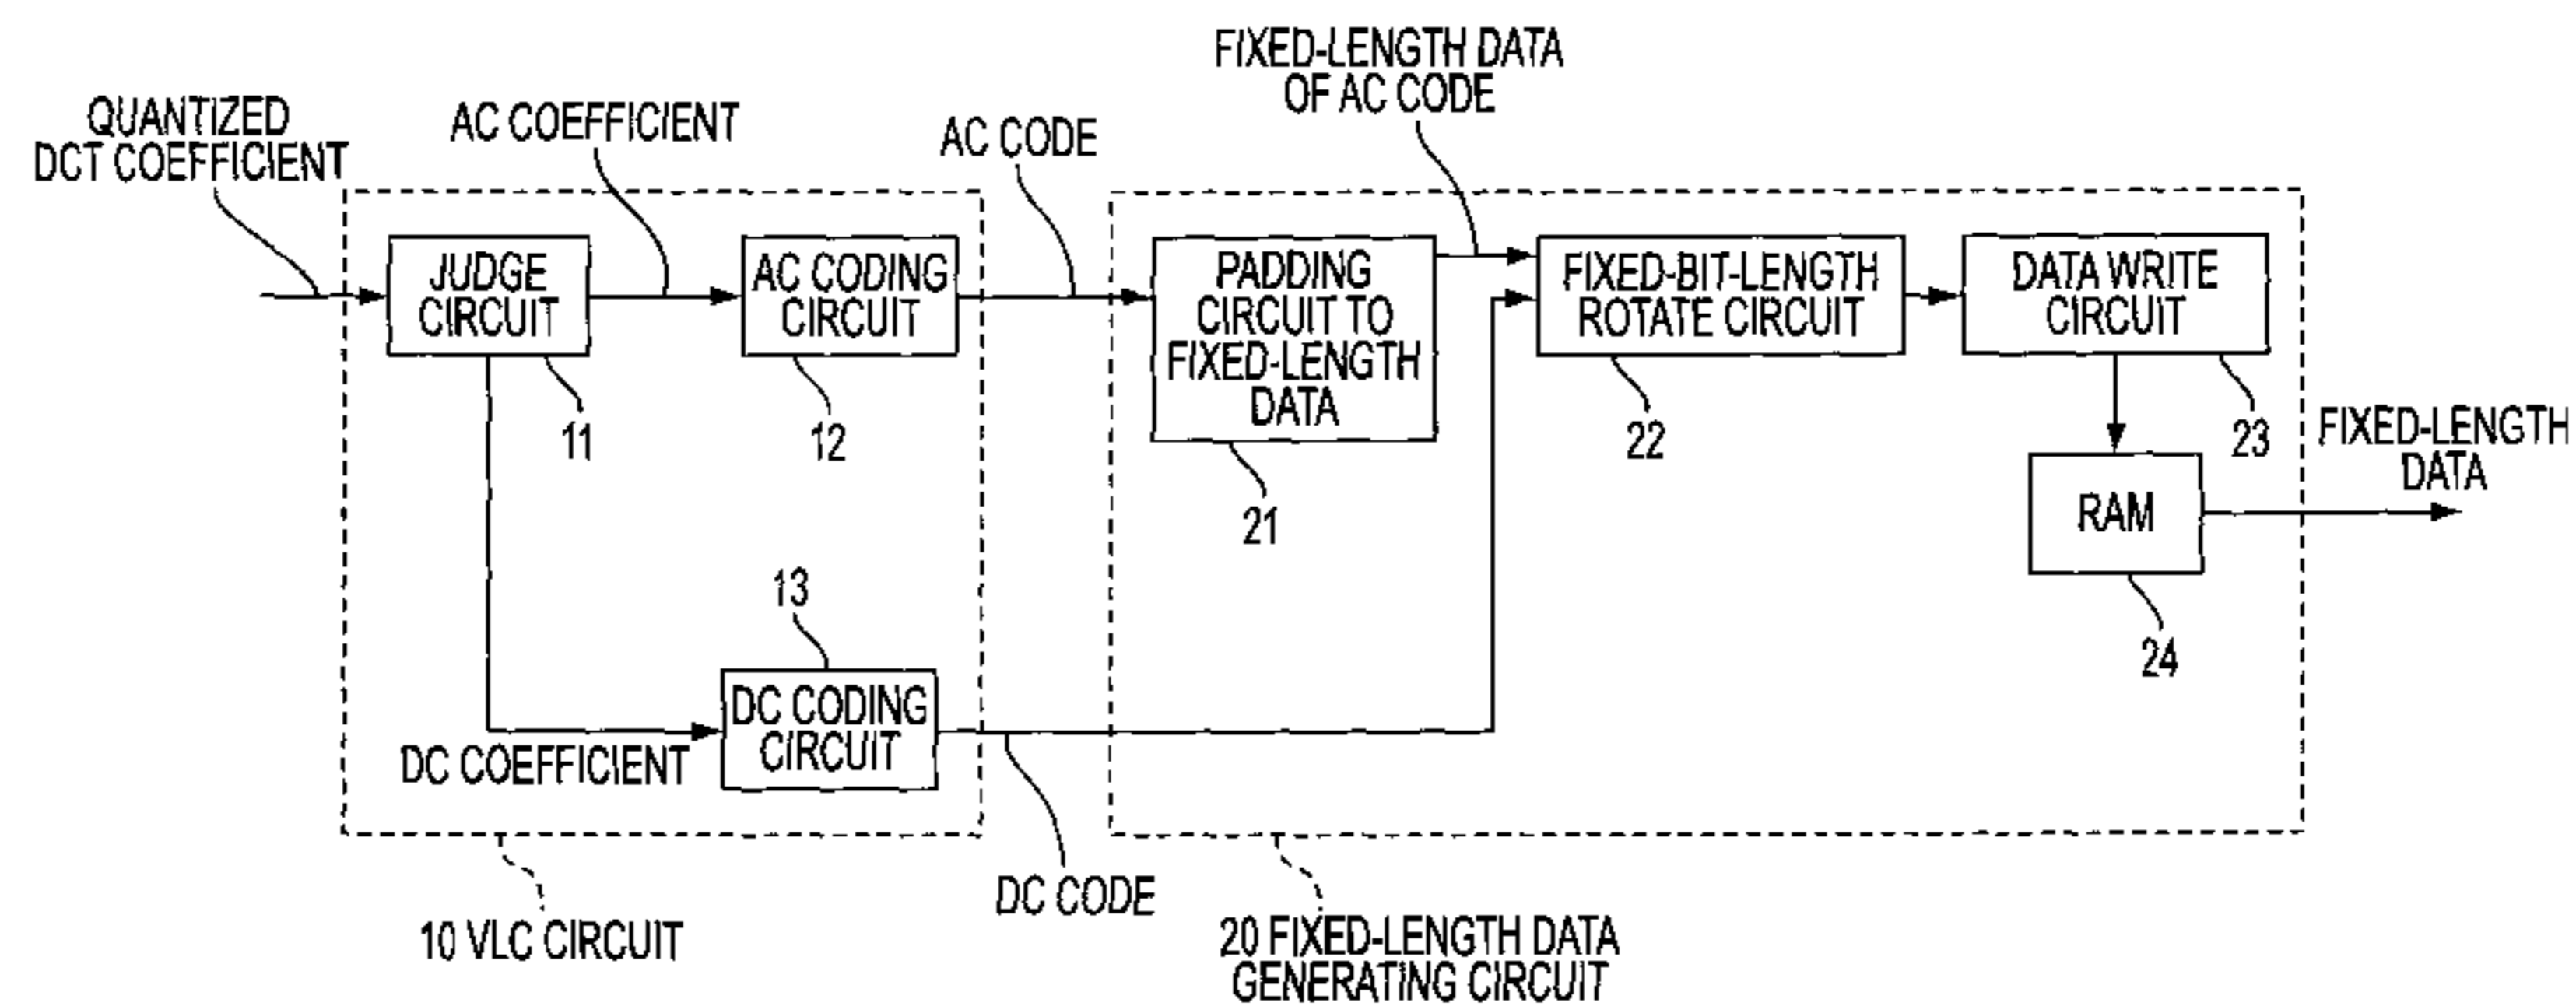 QUANTIZED
DCT COEFFICIENT
AC COEFFICIENT
AC CODE
FIXED-LENGTH DATA
OF AC CODE
JUDGE
CIRCUIT
11
AC CODING
CIRCUIT
12
PADDING
CIRCUIT TO
FIXED-LENGTH
DATA
21
FIXED-BIT-LENGTH
ROTATE CIRCUIT
22
DATA WRITE
CIRCUIT
23
FIXED-LENGTH
DATA
RAM
24
13
DC CODING
CIRCUIT
DC COEFFICIENT
DC CODE
10 VLC CIRCUIT
20 FIXED-LENGTH DATA
GENERATING CIRCUIT